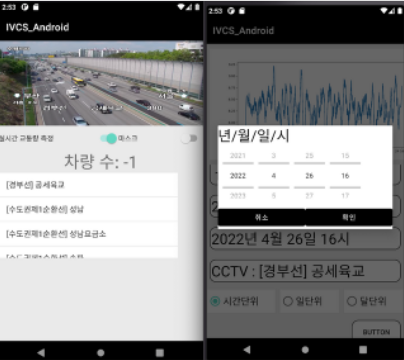 2:53
IVCS_Android
실시간 교통량 측정
마스크
차량 수: -1
[경부선] 공세육교
[수도권제1순환선] 성남
[수도권제1순환선] 성남요금소
2:53
IVCS_Android
년/월/일/시
2021 3 25 15
2022 4 26 16
2023 5 27 17
취소 확인
2022년 4월 26일 16시
CCTV : [경부선] 공세육교
시간단위 일단위 달단위
BUTTON